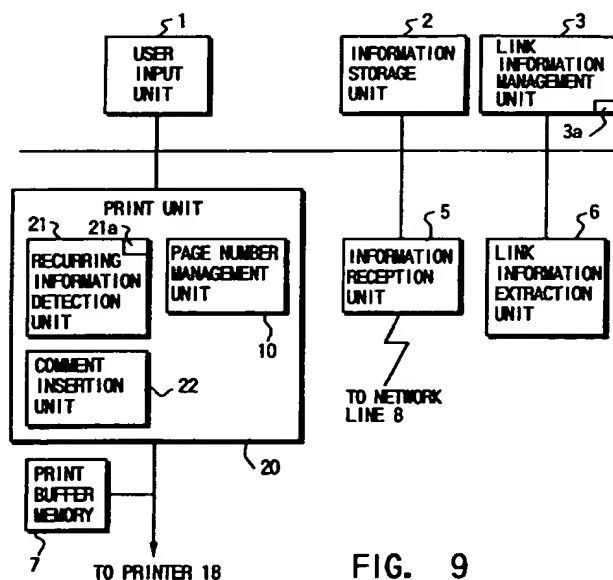 1
USER
INPUT
UNIT
2
INFORMATION
STORAGE
UNIT
3
LINK
INFORMATION
MANAGEMENT
UNIT
3a
PRINT UNIT
21
21a
RECURRING
INFORMATION
DETECTION
UNIT
PAGE NUMBER
MANAGEMENT
UNIT
10
COMMENT
INSERTION
UNIT
22
20
5
INFORMATION
RECEPTION
UNIT
TO NETWORK
LINE 8
6
LINK
INFORMATION
EXTRACTION
UNIT
PRINT
BUFFER
MEMORY
7
TO PRINTER 18
FIG. 9